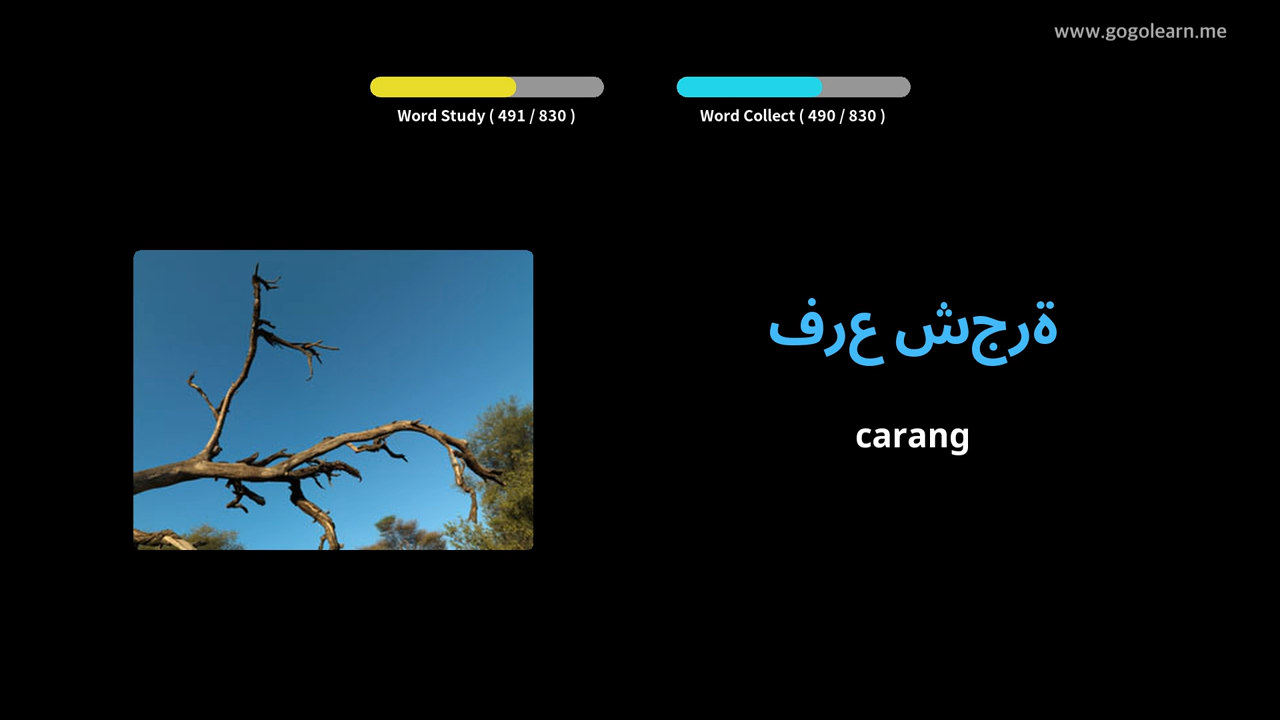 www.gogolearn.me
Word Study ( 491 / 830 )
Word Collect ( 490 / 830 )
ةرجش عرف
carang